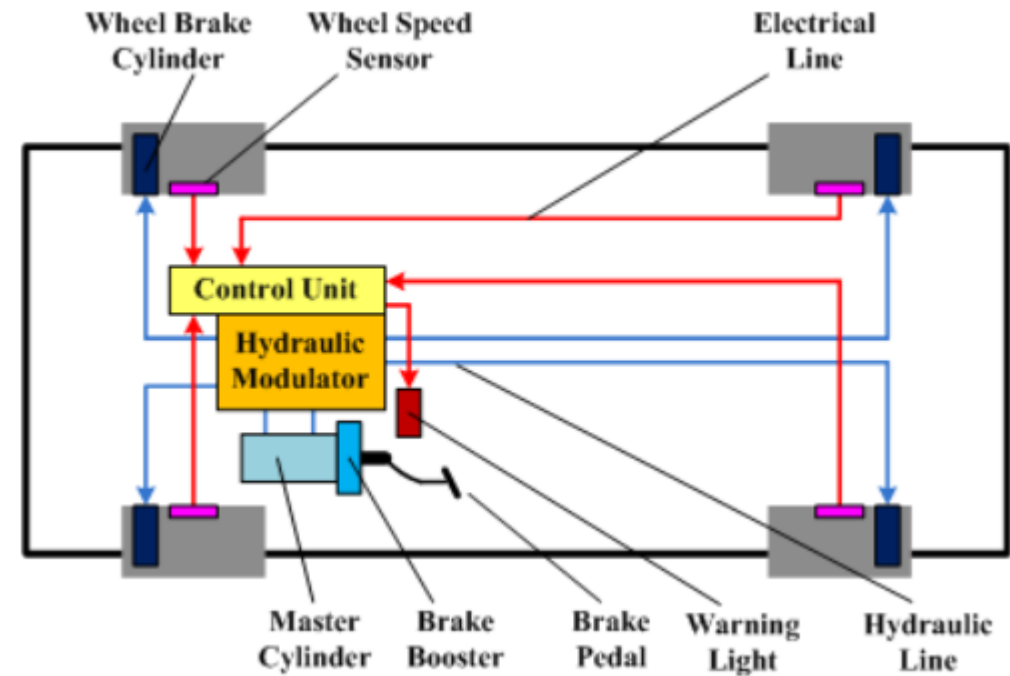 Wheel Brake
Cylinder
Wheel Speed
Sensor
Electrical
Line
Control Unit
Hydraulic
Modulator
Master
Cylinder
Brake
Booster
Brake
Pedal
Warning
Light
Hydraulic
Line